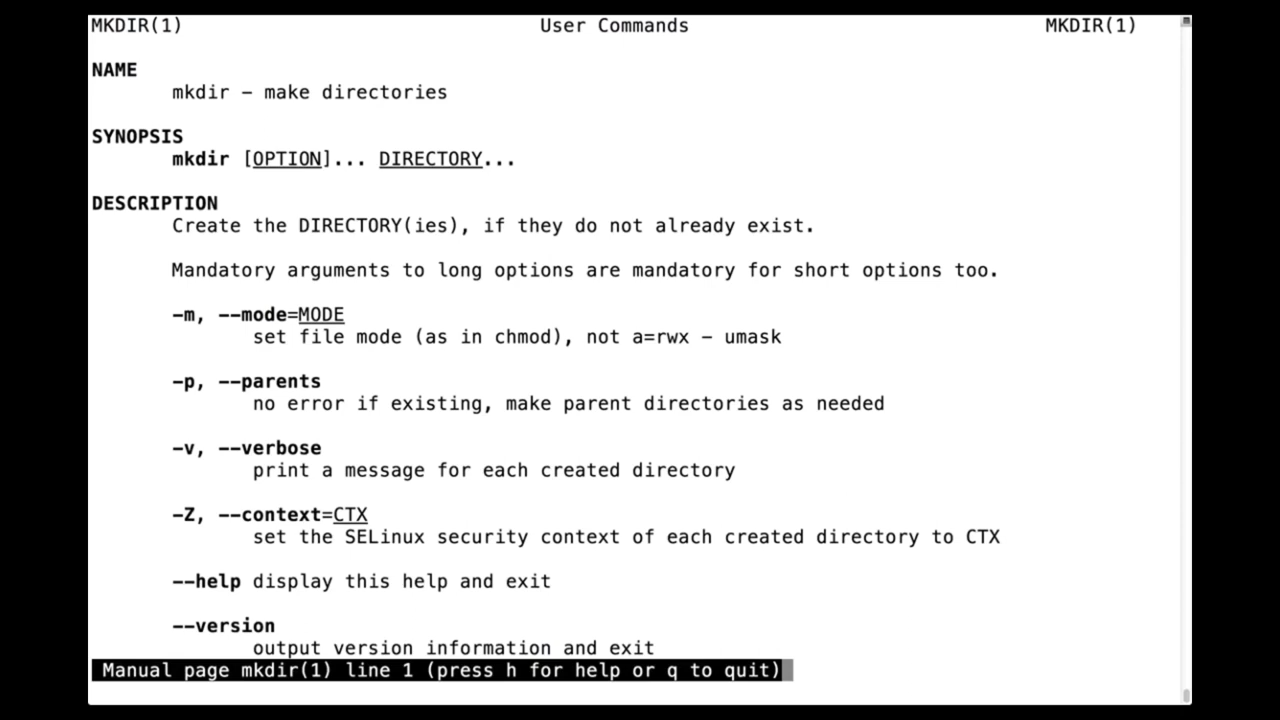 MKDIR(1) User Commands MKDIR(1)
NAME
mkdir - make directories
SYNOPSIS
mkdir [OPTION]... DIRECTORY...
DESCRIPTION
Create the DIRECTORY(ies), if they do not already exist.
Mandatory arguments to long options are mandatory for short options too.
-m, --mode=MODE
set file mode (as in chmod), not a=rwx - umask
-p, --parents
no error if existing, make parent directories as needed
-v, --verbose
print a message for each created directory
-Z, --context=CTX
set the SELinux security context of each created directory to CTX
--help display this help and exit
--version
output version information and exit
Manual page mkdir(1) line 1 (press h for help or q to quit)